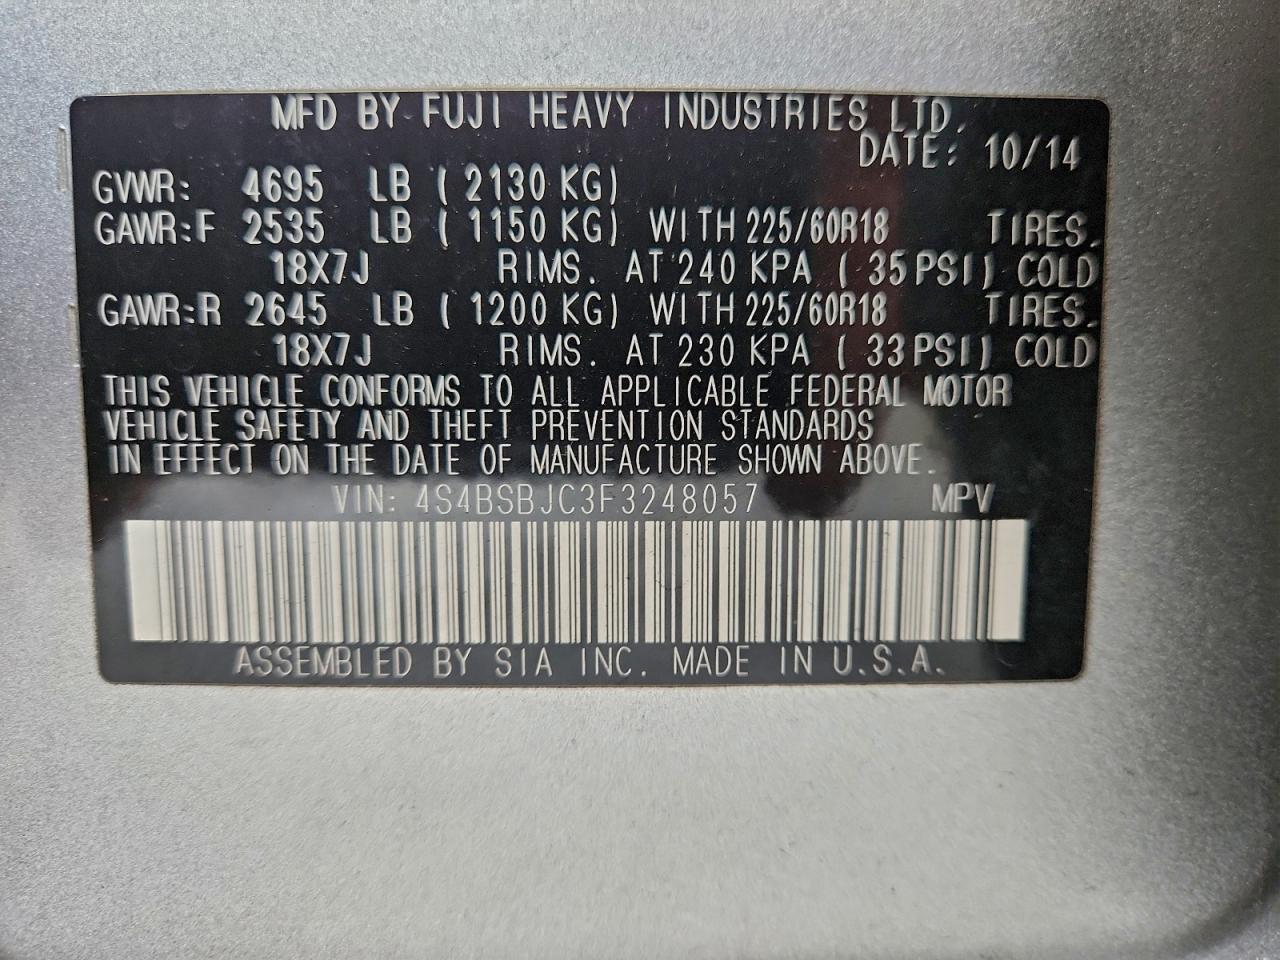 MFD BY FUJI HEAVY INDUSTRIES LTD.
DATE: 10/14
GVWR: 4695 LB ( 2130 KG)
GAWR:F 2535 LB ( 1150 KG) WITH 225/60R18 TIRES.
18X7J RIMS. AT 240 KPA ( 35 PSI) COLD
GAWR:R 2645 LB ( 1200 KG) WITH 225/60R18 TIRES.
18X7J RIMS. AT 230 KPA ( 33 PSI) COLD
THIS VEHICLE CONFORMS TO ALL APPLICABLE FEDERAL MOTOR
VEHICLE SAFETY AND THEFT PREVENTION STANDARDS
IN EFFECT ON THE DATE OF MANUFACTURE SHOWN ABOVE.
VIN: 4S4BSBJC3F3248057 MPV
ASSEMBLED BY SIA INC. MADE IN U.S.A.